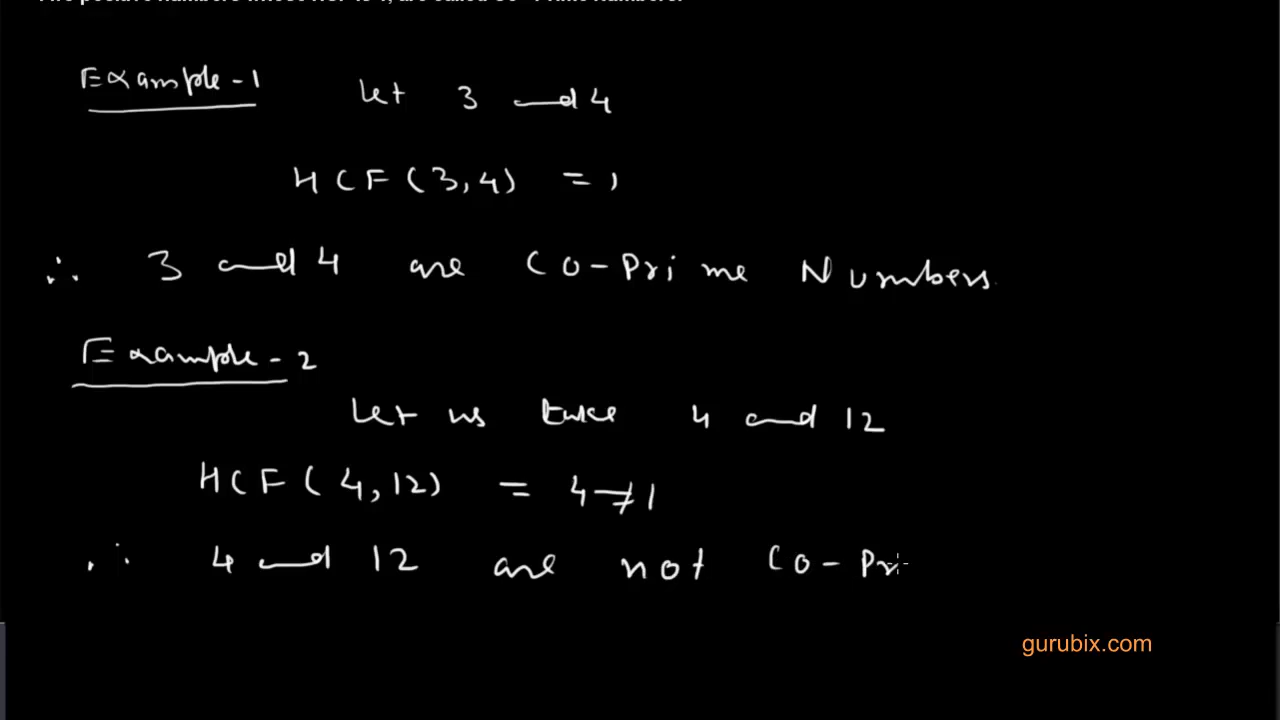 Example-1 Let 3 and 4
HCF(3,4) = 1
∴ 3 and 4 are Co-Prime Numbers.
Example-2
Let us take 4 and 12
HCF(4,12) = 4≠1
∴ 4 and 12 are not Co-Pri
gurubix.com